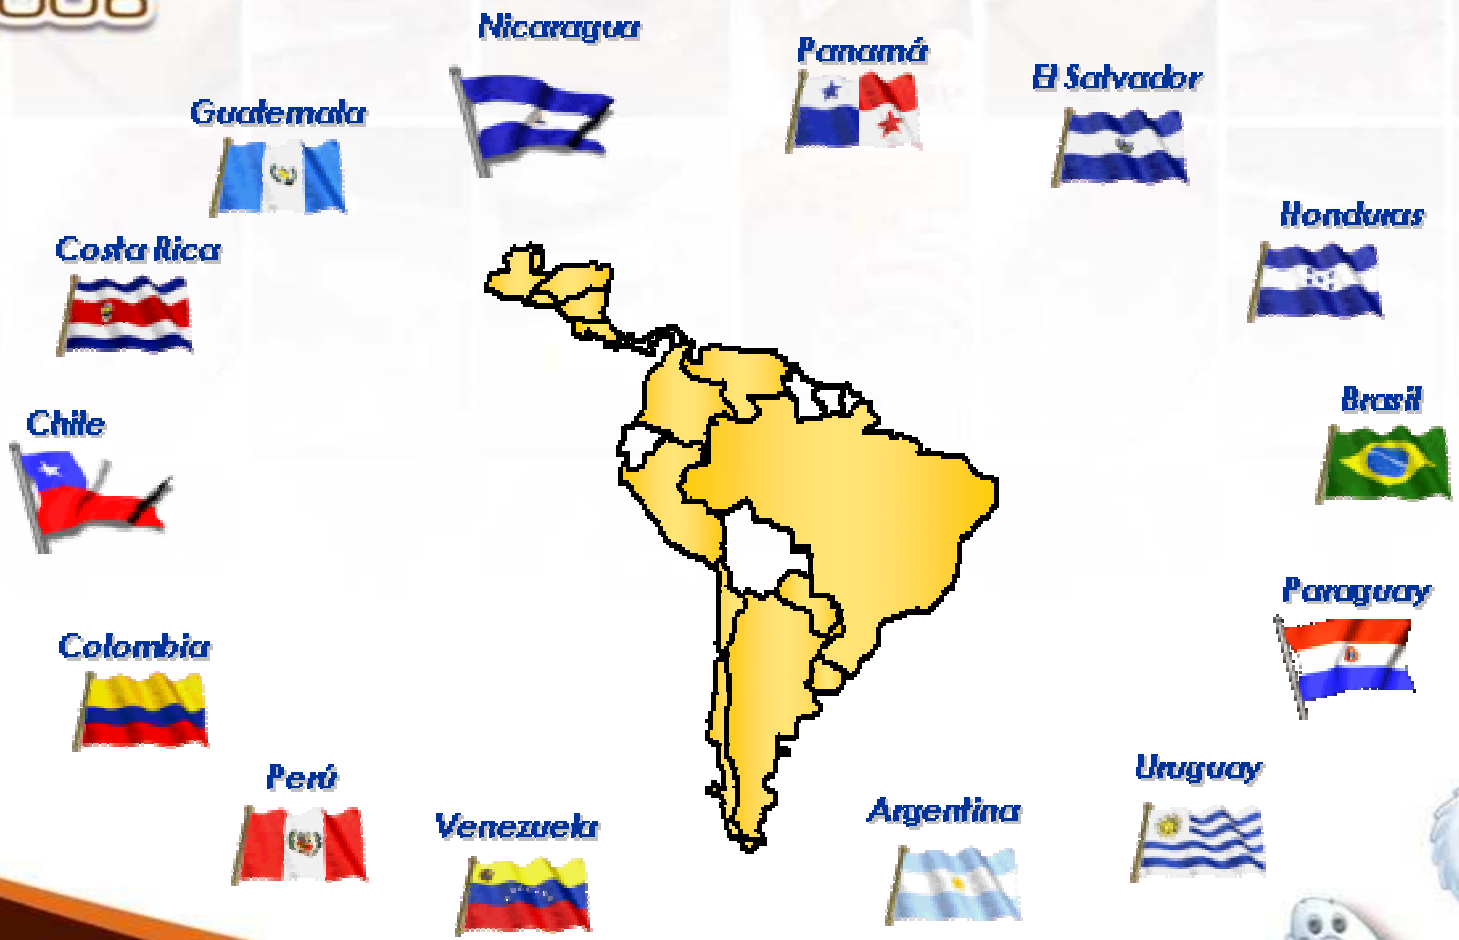 Nicaragua
Panamá
El Salvador
Guatemala
Honduras
Costa Rica
Brasil
Chile
Paraguay
Colombia
Uruguay
Perú
Argentina
Venezuela